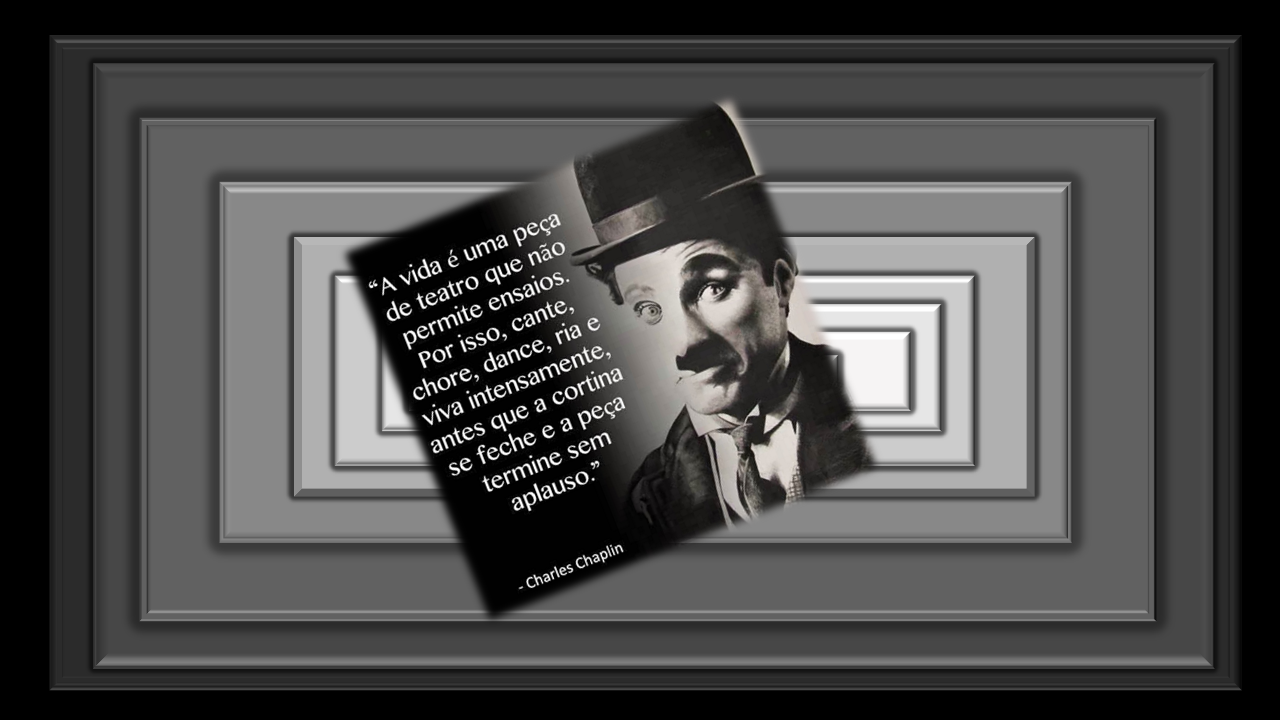 “A vida é uma peça
de teatro que não
permite ensaios.
Por isso, cante,
chore, dance, ria e
viva intensamente,
antes que a cortina
se feche e a peça
termine sem
aplauso.”
- Charles Chaplin